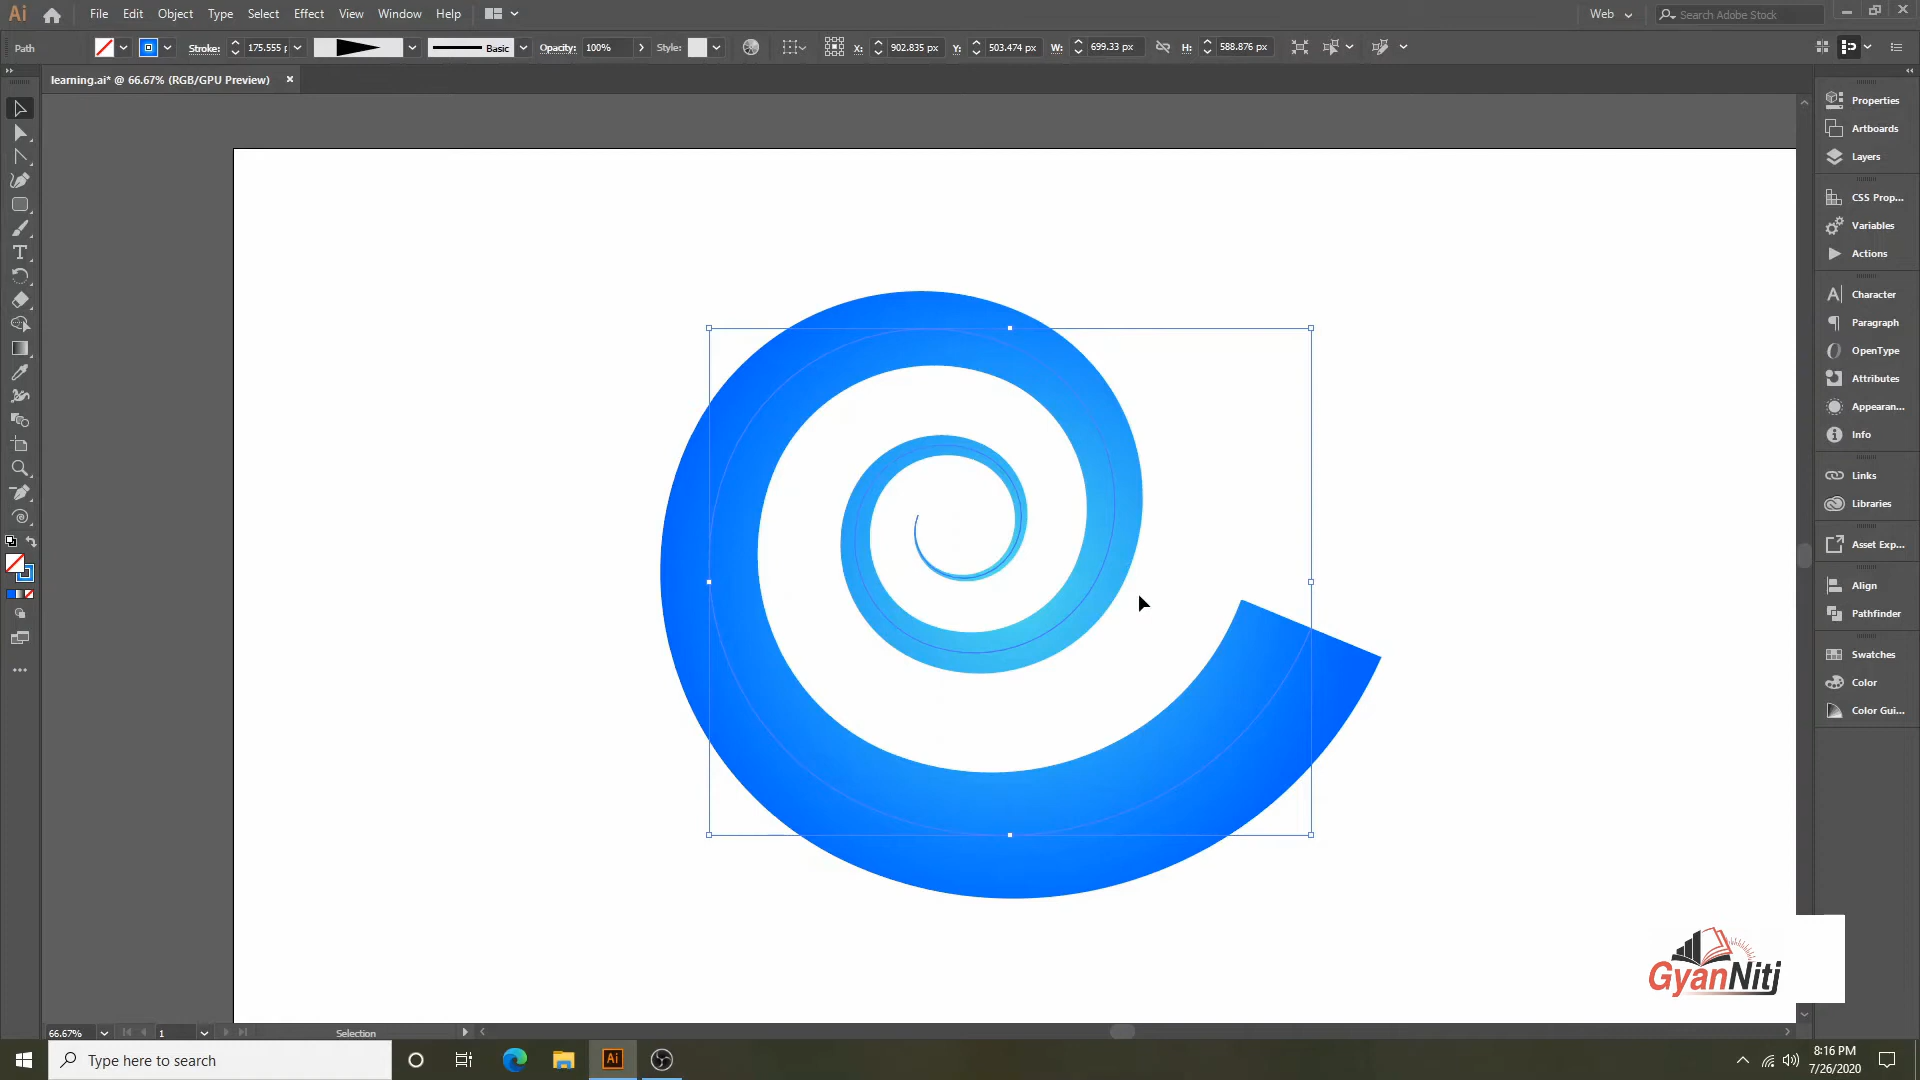 Ai File Edit Object Type Select Effect View Window Help Web Search Adobe Stock
Path Stroke: 175.555 p Basic Opacity: 100% Style: X: 902.835 px Y: 503.474 px W: 699.33 px H: 588.876 px
learning.ai* @ 66.67% (RGB/GPU Preview)
Properties
Artboards
Layers
CSS Prop...
Variables
Actions
Character
Paragraph
OpenType
Attributes
Appearan...
Info
Links
Libraries
Asset Exp...
Align
Pathfinder
Swatches
Color
Color Gui...
GyanNiti
66.67% 1 Selection
Type here to search
Ai
8:16 PM
7/26/2020